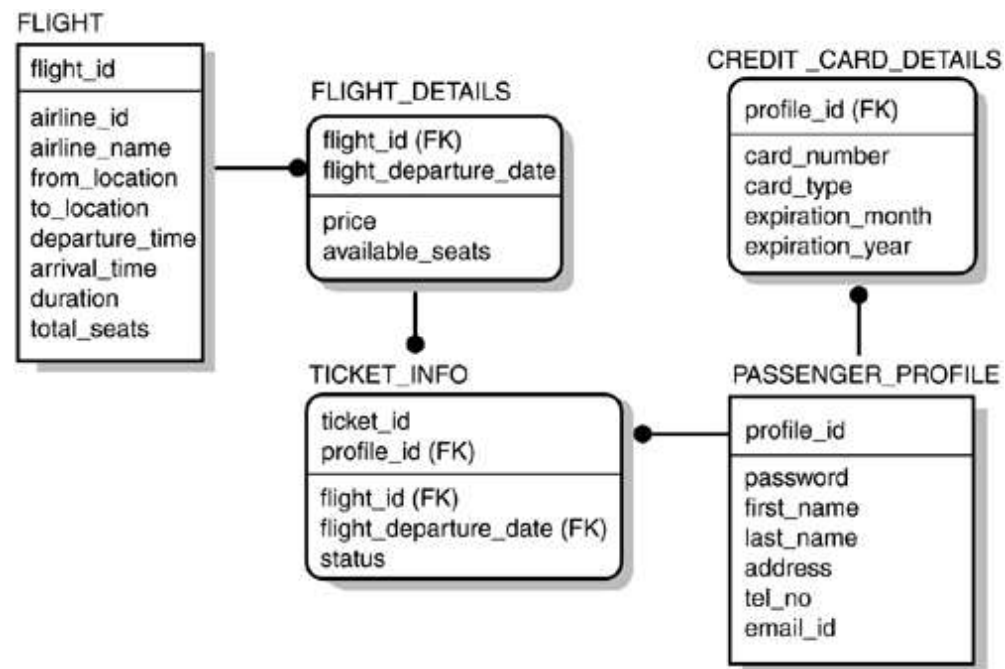 FLIGHT
flight_id
airline_id
airline_name
from_location
to_location
departure_time
arrival_time
duration
total_seats
FLIGHT_DETAILS
flight_id (FK)
flight_departure_date
price
available_seats
TICKET_INFO
ticket_id
profile_id (FK)
flight_id (FK)
flight_departure_date (FK)
status
CREDIT _CARD_DETAILS
profile_id (FK)
card_number
card_type
expiration_month
expiration_year
PASSENGER_PROFILE
profile_id
password
first_name
last_name
address
tel_no
email_id